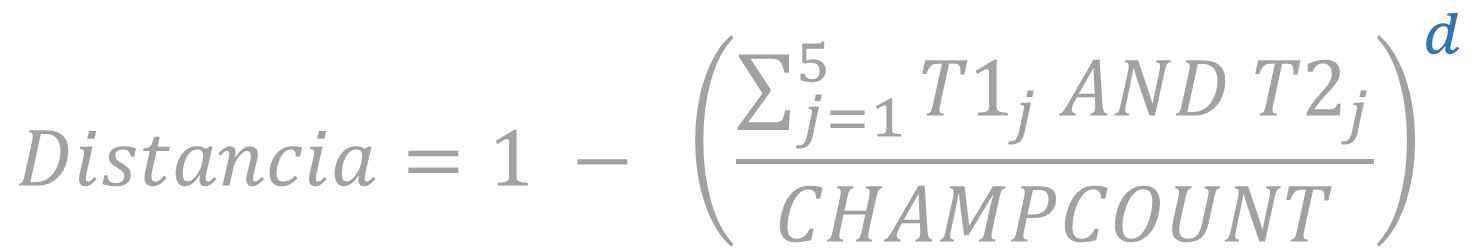 Distancia = 1 − (∑_{j=1}^{5} T1_j AND T2_j / CHAMPCOUNT)^d